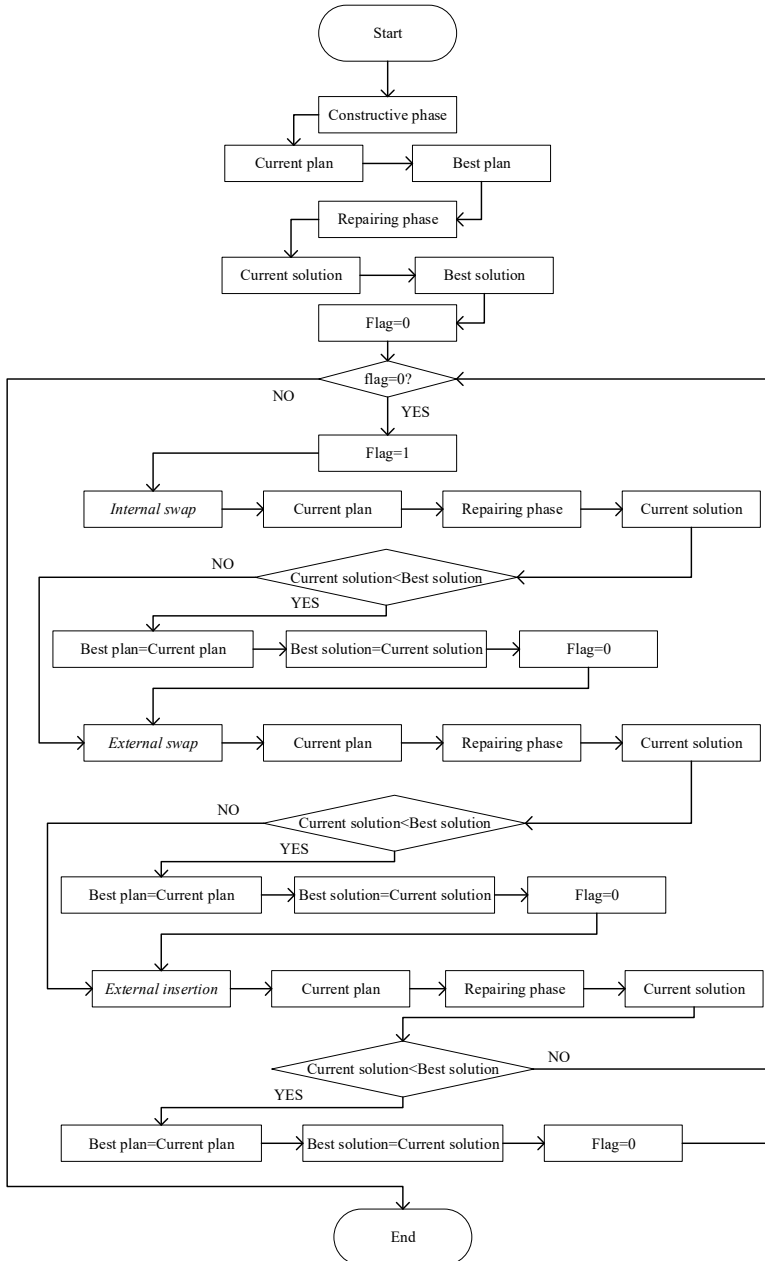 Start
Constructive phase
Current plan
Best plan
Repairing phase
Current solution
Best solution
Flag=0
flag=0?
NO
YES
Flag=1
Internal swap
Current plan
Repairing phase
Current solution
NO
Current solution<Best solution
YES
Best plan=Current plan
Best solution=Current solution
Flag=0
External swap
Current plan
Repairing phase
Current solution
NO
Current solution<Best solution
YES
Best plan=Current plan
Best solution=Current solution
Flag=0
External insertion
Current plan
Repairing phase
Current solution
Current solution<Best solution
NO
YES
Best plan=Current plan
Best solution=Current solution
Flag=0
End